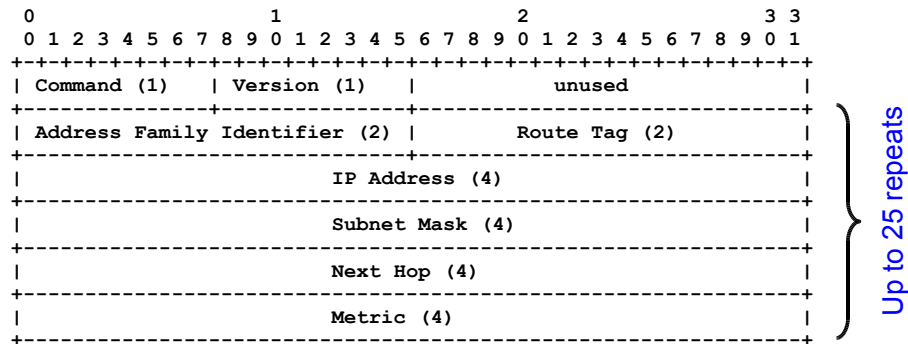 0                   1                   2                   3 3
0 1 2 3 4 5 6 7 8 9 0 1 2 3 4 5 6 7 8 9 0 1 2 3 4 5 6 7 8 9 0 1
+-+-+-+-+-+-+-+-+-+-+-+-+-+-+-+-+-+-+-+-+-+-+-+-+-+-+-+-+-+-+-+-+
| Command (1) | Version (1) | unused |
+---------------+---------------+-------------------------------+
| Address Family Identifier (2) | Route Tag (2) |
+-------------------------------+-------------------------------+
| IP Address (4) |
+---------------------------------------------------------------+
| Subnet Mask (4) |
+---------------------------------------------------------------+
| Next Hop (4) |
+---------------------------------------------------------------+
| Metric (4) |
+---------------------------------------------------------------+
Up to 25 repeats